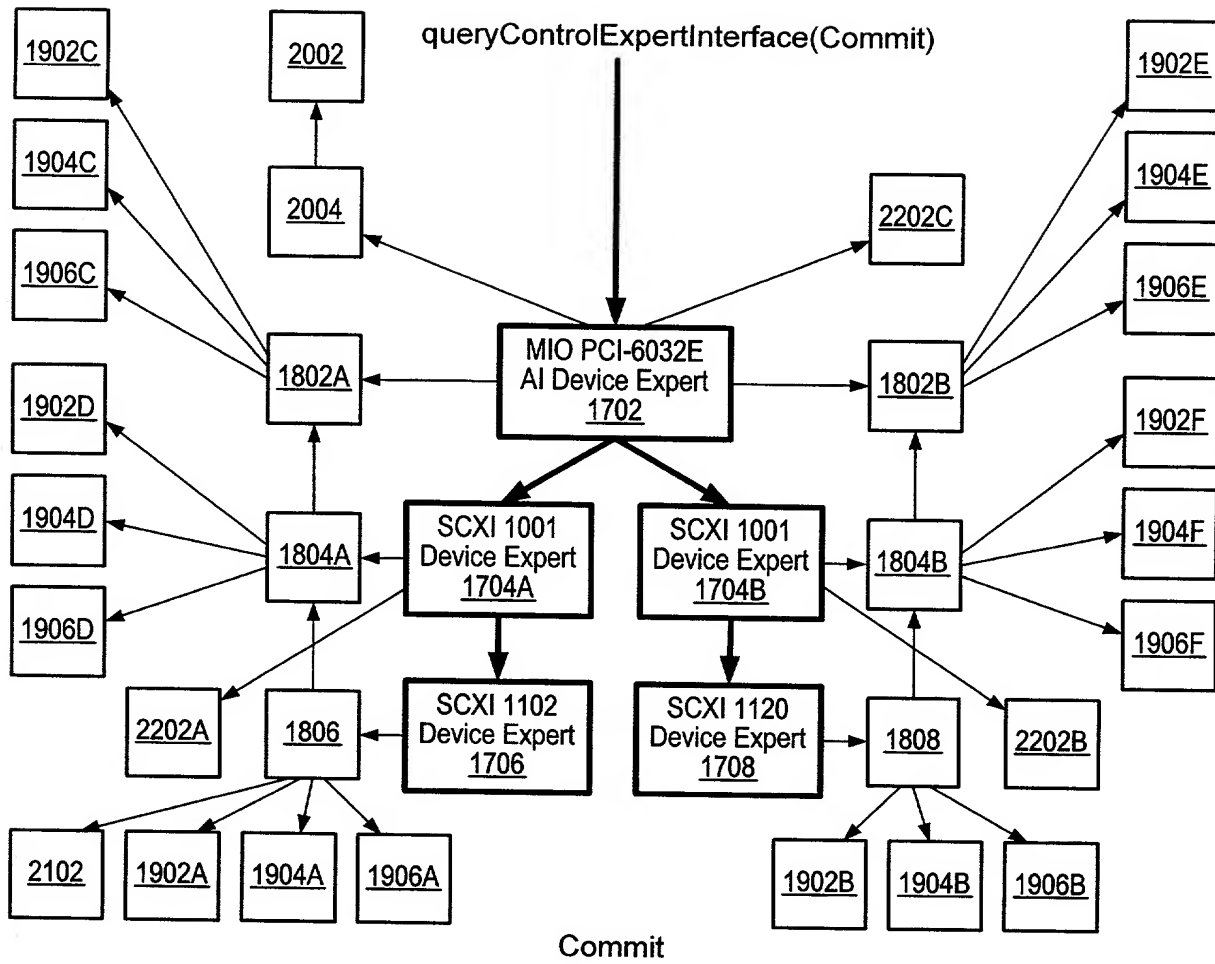 queryControlExpertInterface(Commit)
1902C
2002
1902E
1904C
1904E
2004
2202C
1906C
1906E
MIO PCI-6032E
AI Device Expert
1702
1802A
1802B
1902D
1902F
1904D
SCXI 1001
Device Expert
1704A
SCXI 1001
Device Expert
1704B
1904F
1804A
1804B
1906D
1906F
2202A
1806
SCXI 1102
Device Expert
1706
SCXI 1120
Device Expert
1708
1808
2202B
2102
1902A
1904A
1906A
1902B
1904B
1906B
Commit